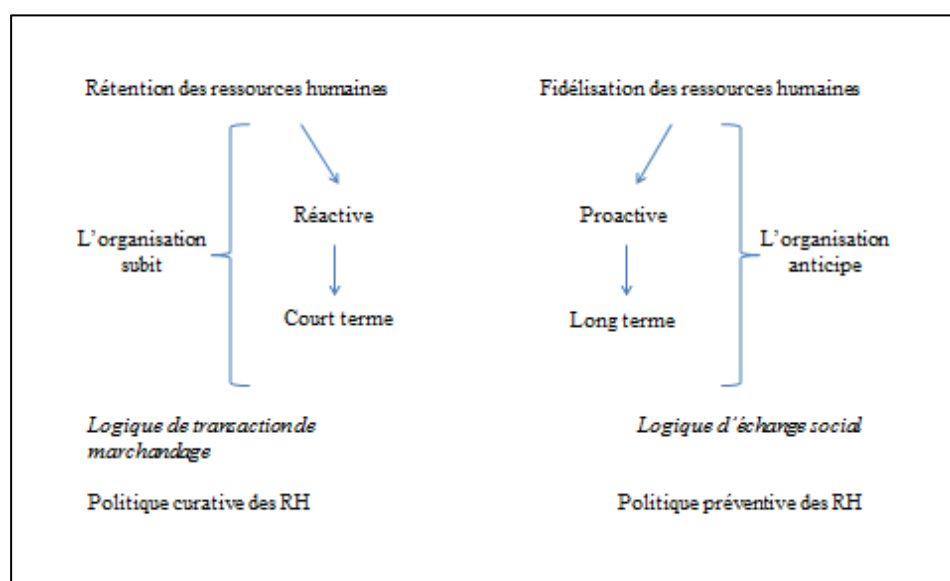 Rétention des ressources humaines
Fidélisation des ressources humaines
Réactive
Proactive
L'organisation
subit
L'organisation
anticipe
Court terme
Long terme
Logique de transaction de
marchandage
Logique d'échange social
Politique curative des RH
Politique préventive des RH